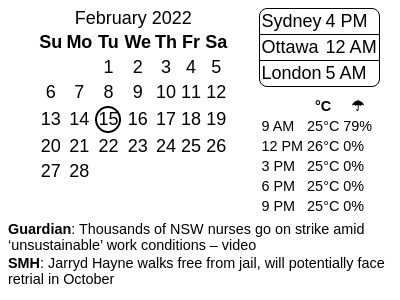 February 2022
Su Mo Tu We Th Fr Sa
1 2 3 4 5
6 7 8 9 10 11 12
13 14 15 16 17 18 19
20 21 22 23 24 25 26
27 28
Sydney 4 PM
Ottawa 12 AM
London 5 AM
°C ☂
9 AM 25°C 79%
12 PM 26°C 0%
3 PM 25°C 0%
6 PM 25°C 0%
9 PM 25°C 0%
Guardian: Thousands of NSW nurses go on strike amid
‘unsustainable’ work conditions – video
SMH: Jarryd Hayne walks free from jail, will potentially face
retrial in October